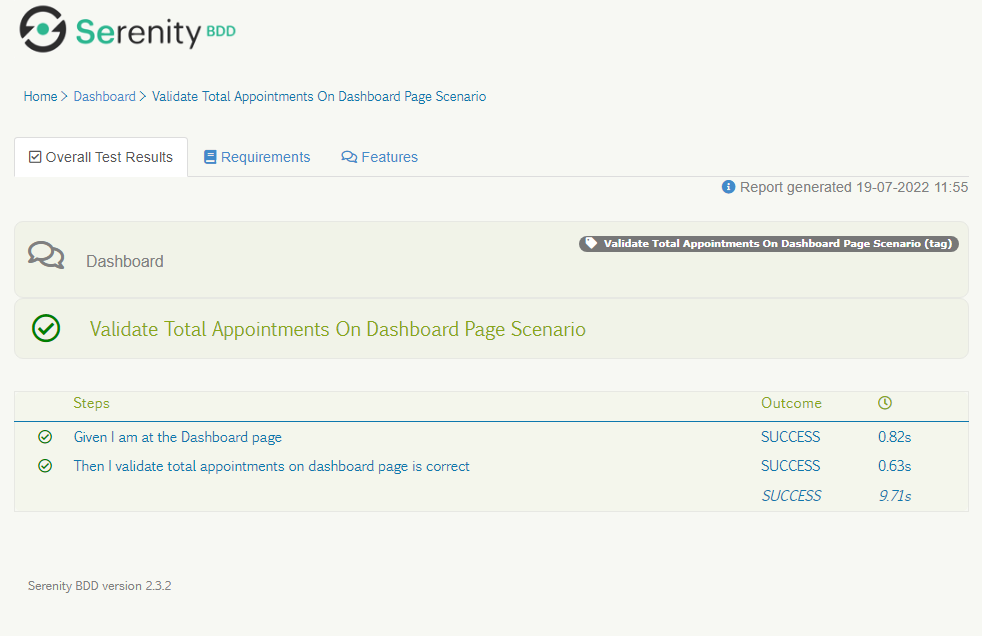 Serenity BDD
Home > Dashboard > Validate Total Appointments On Dashboard Page Scenario
Overall Test Results Requirements Features
Report generated 19-07-2022 11:55
Validate Total Appointments On Dashboard Page Scenario (tag)
Dashboard
Validate Total Appointments On Dashboard Page Scenario
Steps Outcome
Given I am at the Dashboard page SUCCESS 0.82s
Then I validate total appointments on dashboard page is correct SUCCESS 0.63s
SUCCESS 9.71s
Serenity BDD version 2.3.2